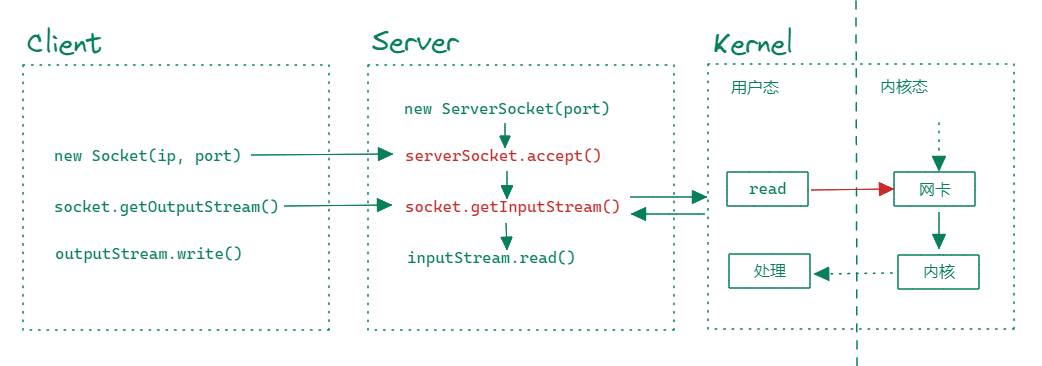 Client
new Socket(ip, port)
socket.getOutputStream()
outputStream.write()
Server
new ServerSocket(port)
serverSocket.accept()
socket.getInputStream()
inputStream.read()
Kernel
用户态
内核态
read
网卡
处理
内核